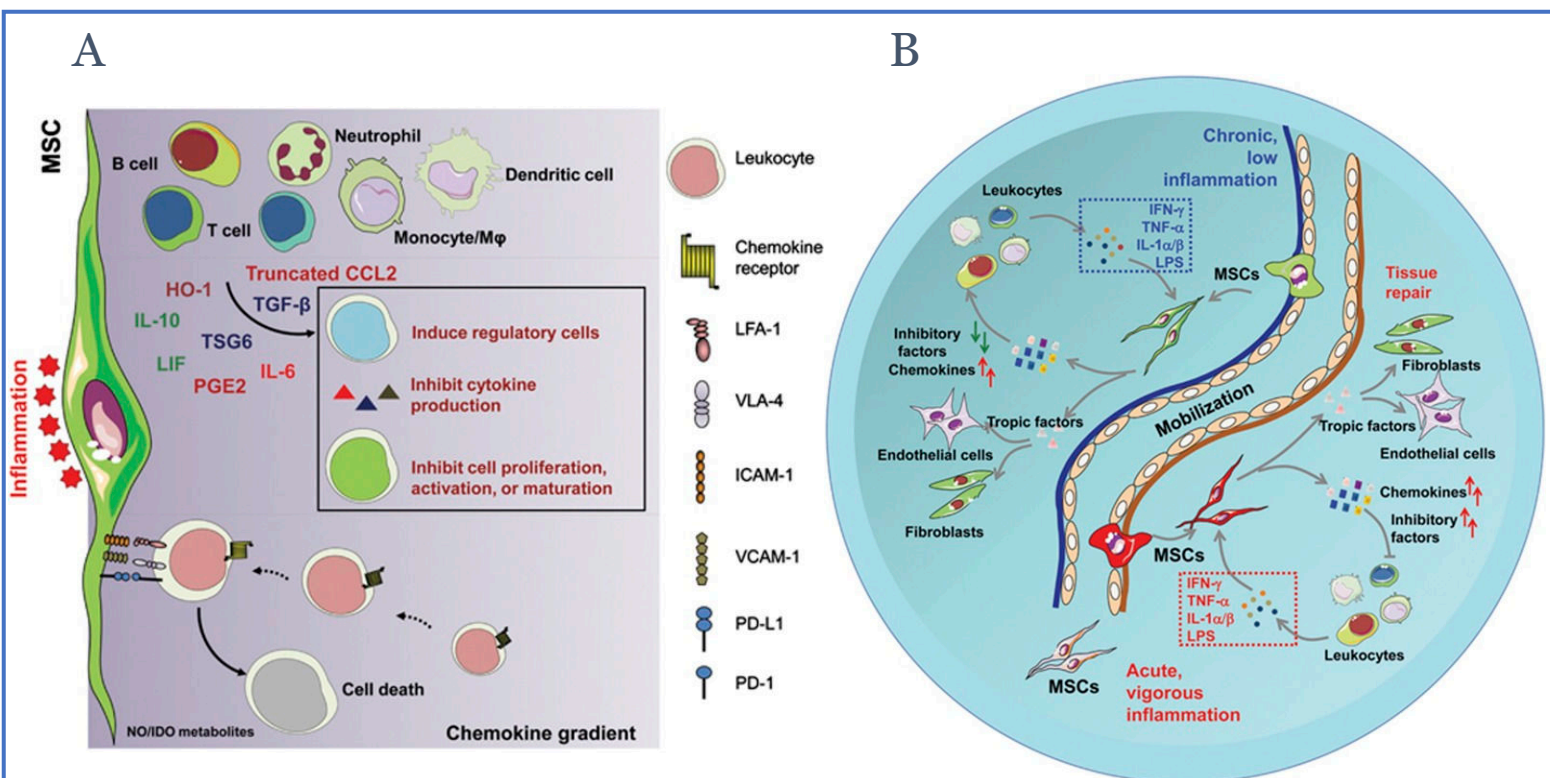 A
MSC
B cell
Neutrophil
Dendritic cell
T cell
Monocyte/Mφ
Truncated CCL2
HO-1
TGF-β
IL-10
TSG6
LIF
IL-6
PGE2
Induce regulatory cells
Inhibit cytokine
production
Inhibit cell proliferation,
activation, or maturation
Inflammation
Cell death
NO/IDO metabolites
Chemokine gradient
Leukocyte
Chemokine
receptor
LFA-1
VLA-4
ICAM-1
VCAM-1
PD-L1
PD-1
B
Chronic,
low
inflammation
Leukocytes
IFN-γ
TNF-α
IL-1α/β
LPS
MSCs
Inhibitory
factors
Chemokines
Tropic factors
Endothelial cells
Fibroblasts
Mobilization
Tissue
repair
Fibroblasts
Tropic factors
Endothelial cells
Chemokines
Inhibitory
factors
MSCs
IFN-γ
TNF-α
IL-1α/β
LPS
Leukocytes
MSCs
Acute,
vigorous
inflammation